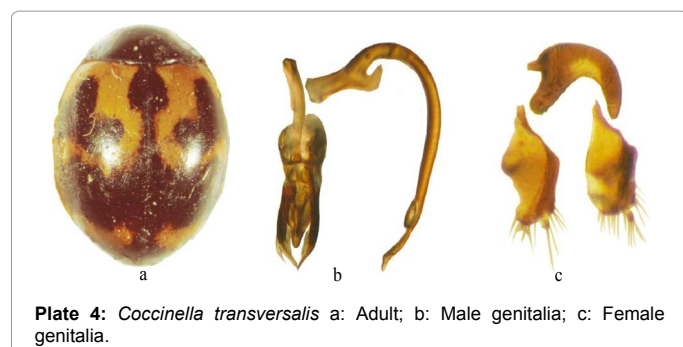 a
b
c
Plate 4: Coccinella transversalis a: Adult; b: Male genitalia; c: Female
genitalia.